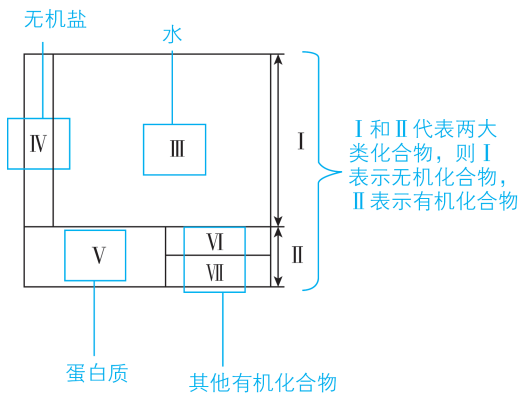 无机盐
水
Ⅳ
Ⅲ
Ⅰ
Ⅰ和Ⅱ代表两大
类化合物，则Ⅰ
表示无机化合物，
Ⅱ表示有机化合物
Ⅴ
Ⅵ
Ⅶ
Ⅱ
蛋白质
其他有机化合物